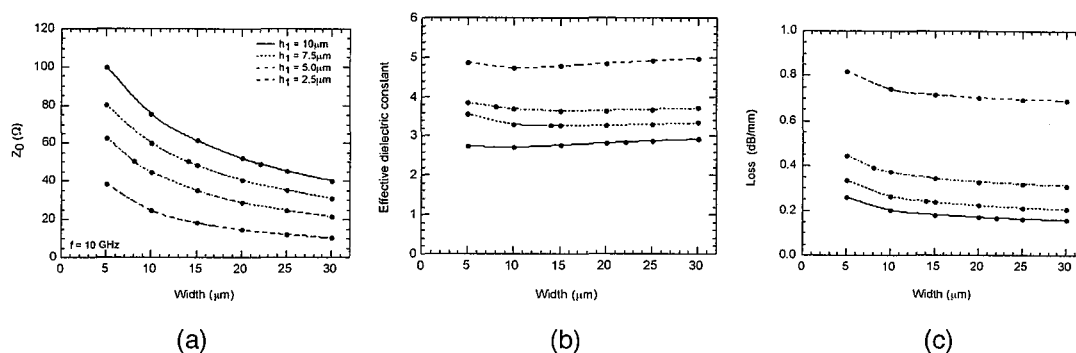 120
100
80
60
40
20
0
Z₀ (Ω)
h₁ = 10μm
h₁ = 7.5μm
h₁ = 5.0μm
h₁ = 2.5μm
f = 10 GHz
0 5 10 15 20 25 30
Width (μm)
(a)
6
5
4
3
2
1
0
Effective dielectric constant
0 5 10 15 20 25 30
Width (μm)
(b)
1.0
0.8
0.6
0.4
0.2
0.0
Loss (dB/mm)
0 5 10 15 20 25 30
Width (μm)
(c)